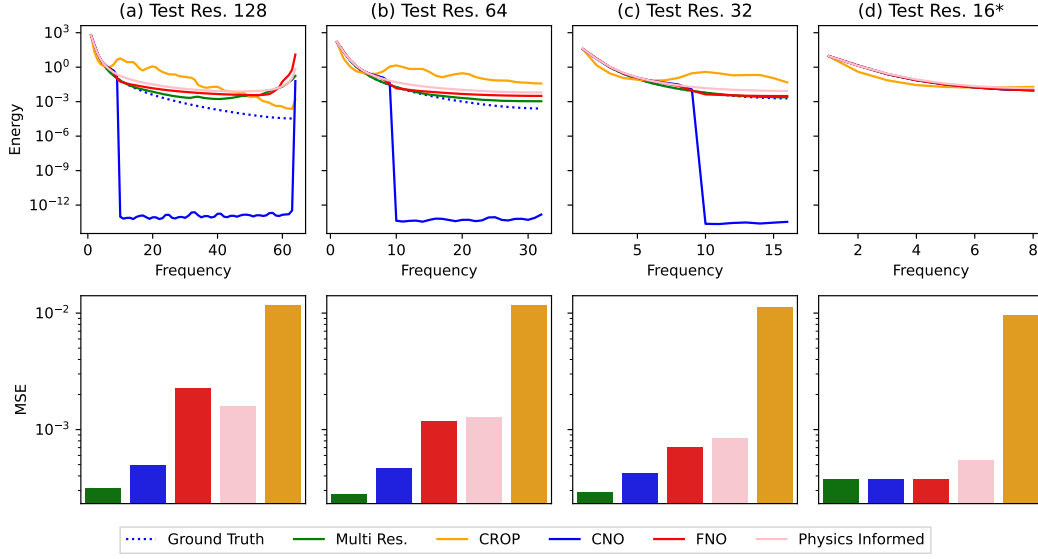 (a) Test Res. 128
(b) Test Res. 64
(c) Test Res. 32
(d) Test Res. 16*
Energy
10^3
10^0
10^-3
10^-6
10^-9
10^-12
0 20 40 60
0 10 20 30
5 10 15
2 4 6 8
Frequency
Frequency
Frequency
Frequency
MSE
10^-2
10^-3
Ground Truth
Multi Res.
CROP
CNO
FNO
Physics Informed